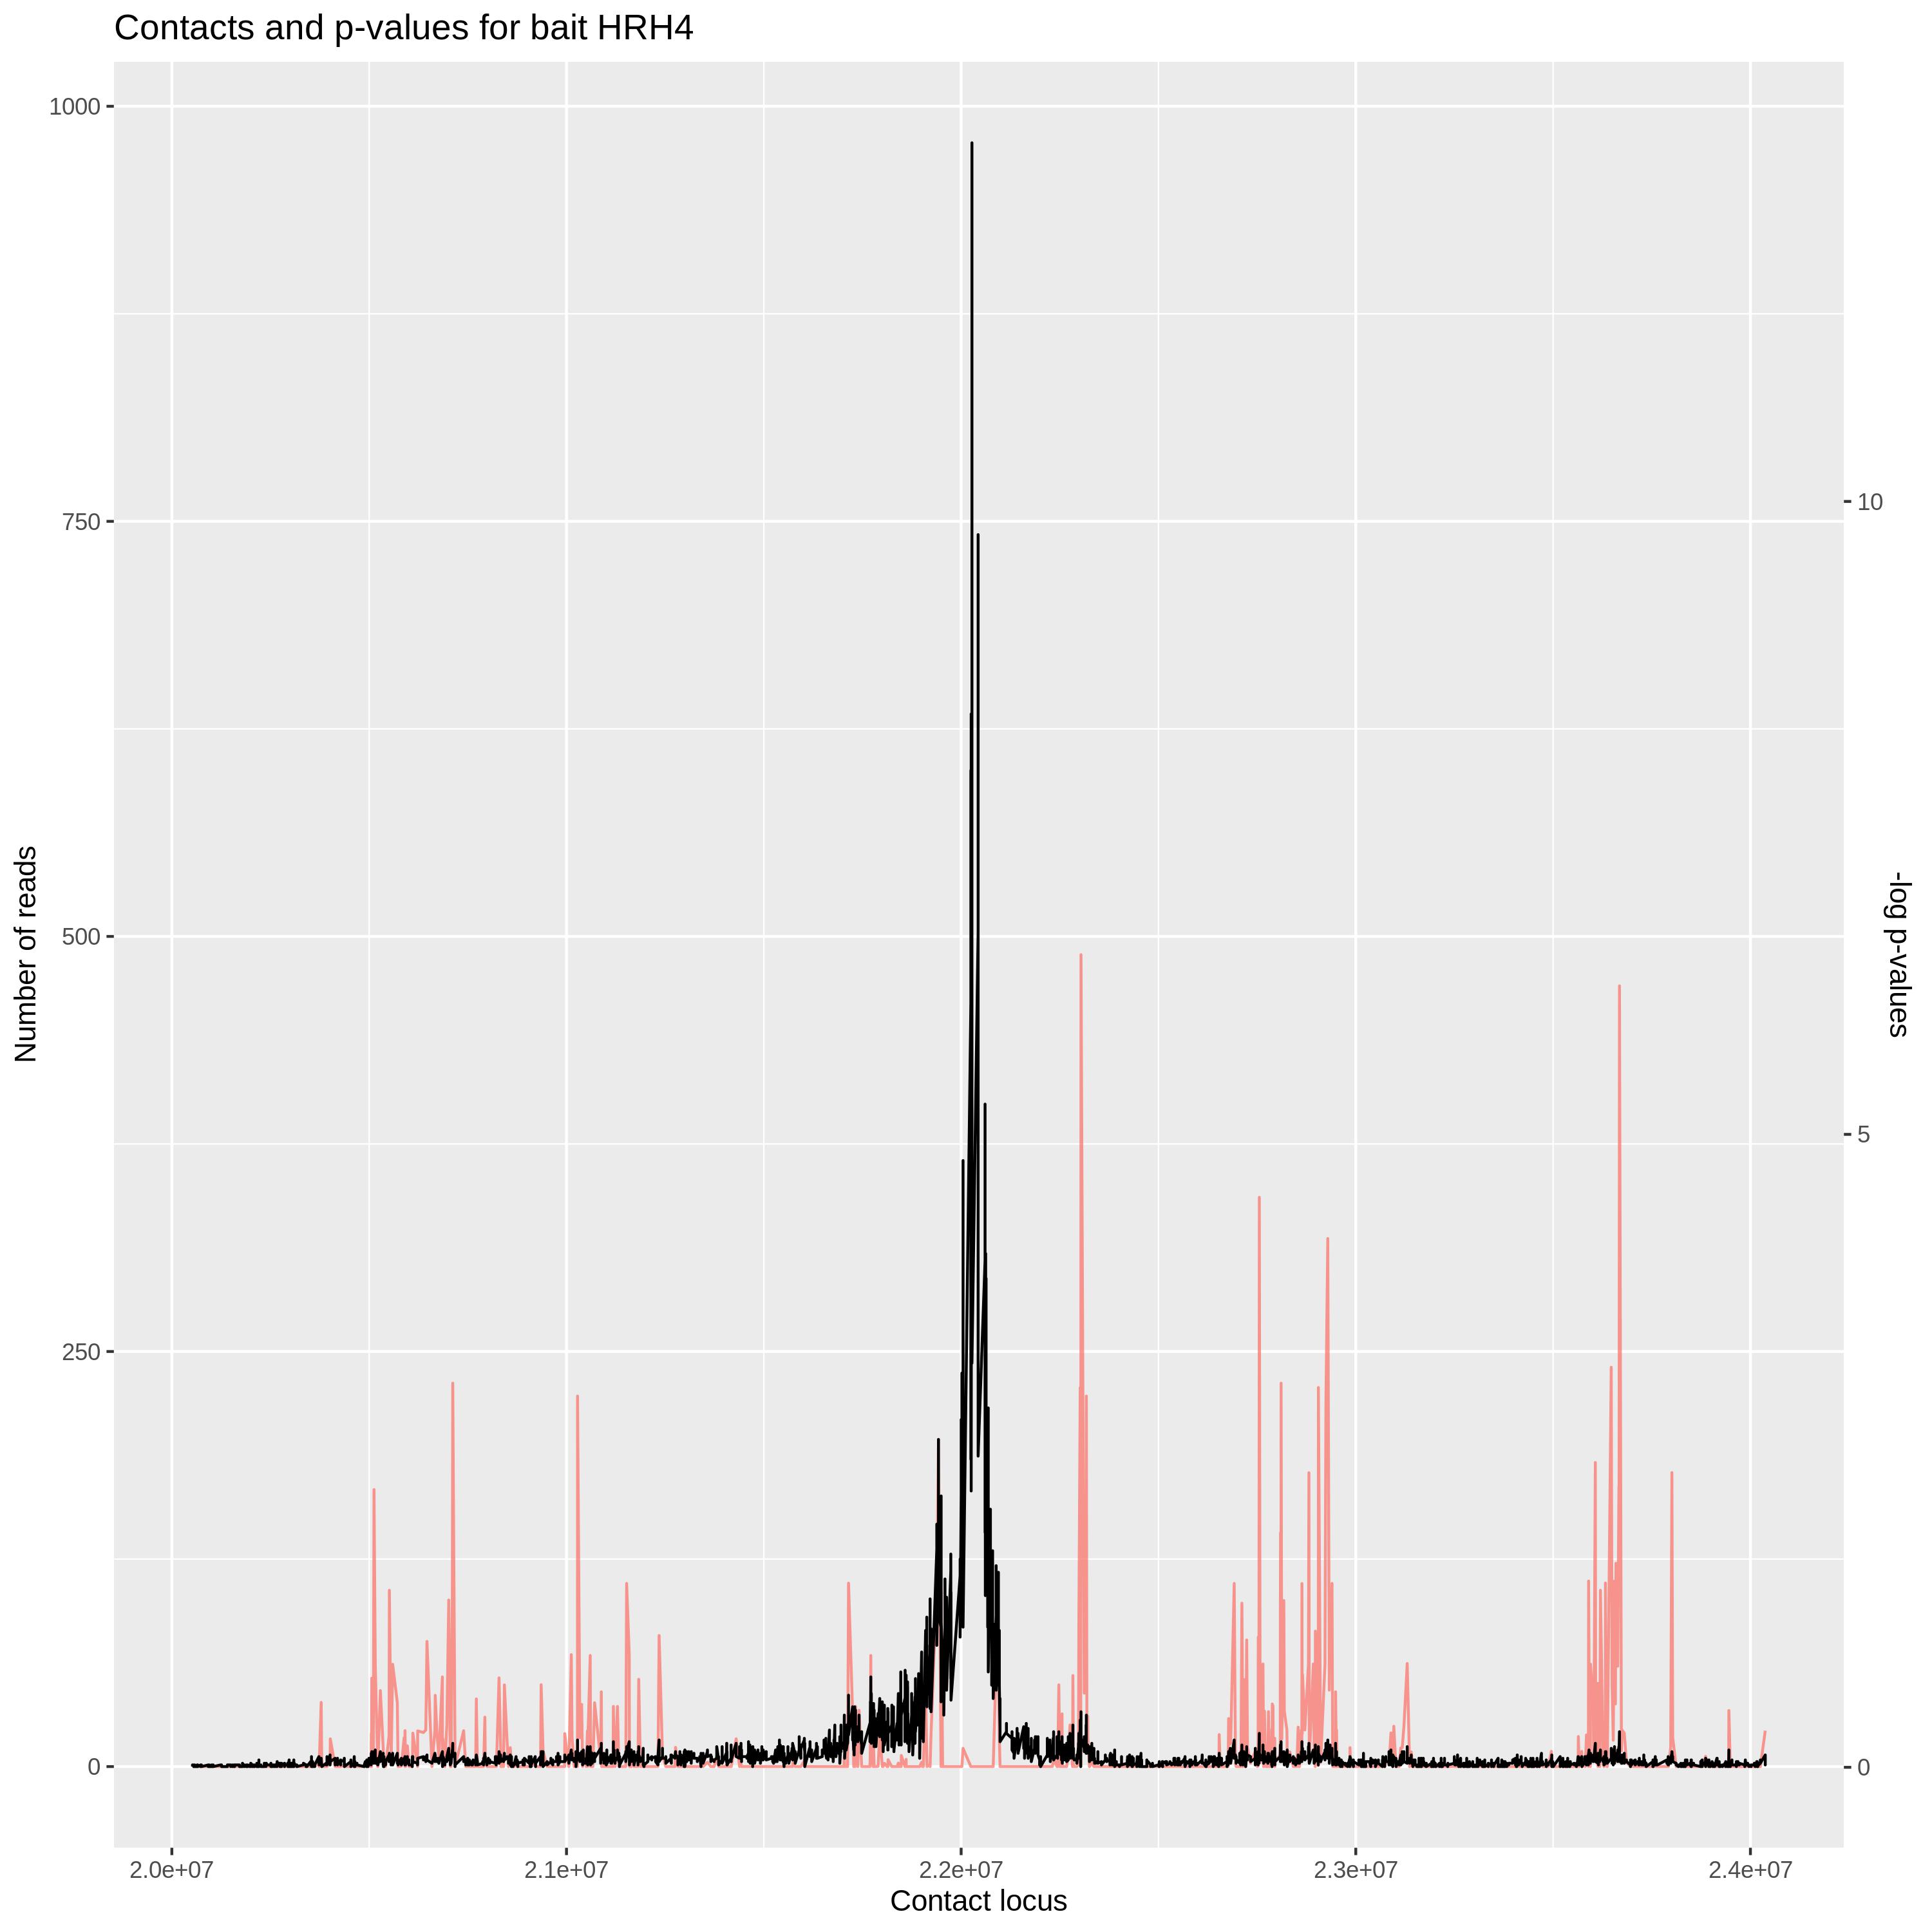 Contacts and p-values for bait HRH4
1000
750
500
250
0
Number of reads
10
5
0
-log p-values
2.0e+07
2.1e+07
2.2e+07
2.3e+07
2.4e+07
Contact locus